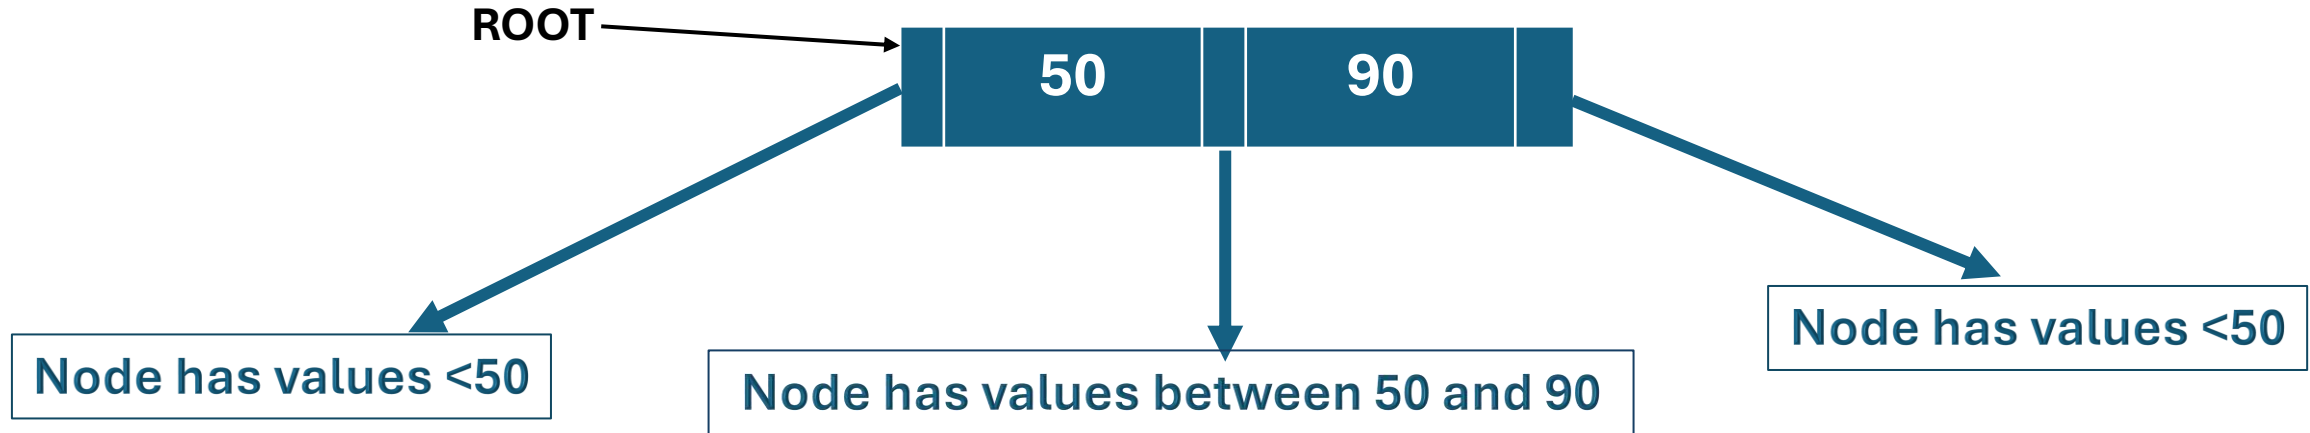 ROOT
50
90
Node has values <50
Node has values between 50 and 90
Node has values <50